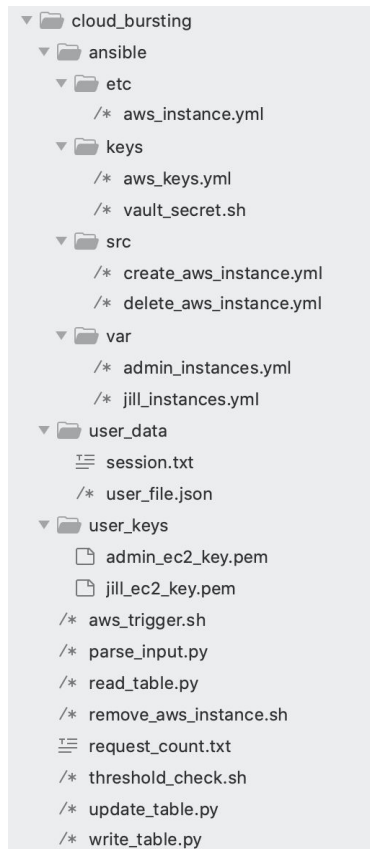 cloud_bursting
ansible
etc
/* aws_instance.yml
keys
/* aws_keys.yml
/* vault_secret.sh
src
/* create_aws_instance.yml
/* delete_aws_instance.yml
var
/* admin_instances.yml
/* jill_instances.yml
user_data
session.txt
/* user_file.json
user_keys
admin_ec2_key.pem
jill_ec2_key.pem
/* aws_trigger.sh
/* parse_input.py
/* read_table.py
/* remove_aws_instance.sh
request_count.txt
/* threshold_check.sh
/* update_table.py
/* write_table.py